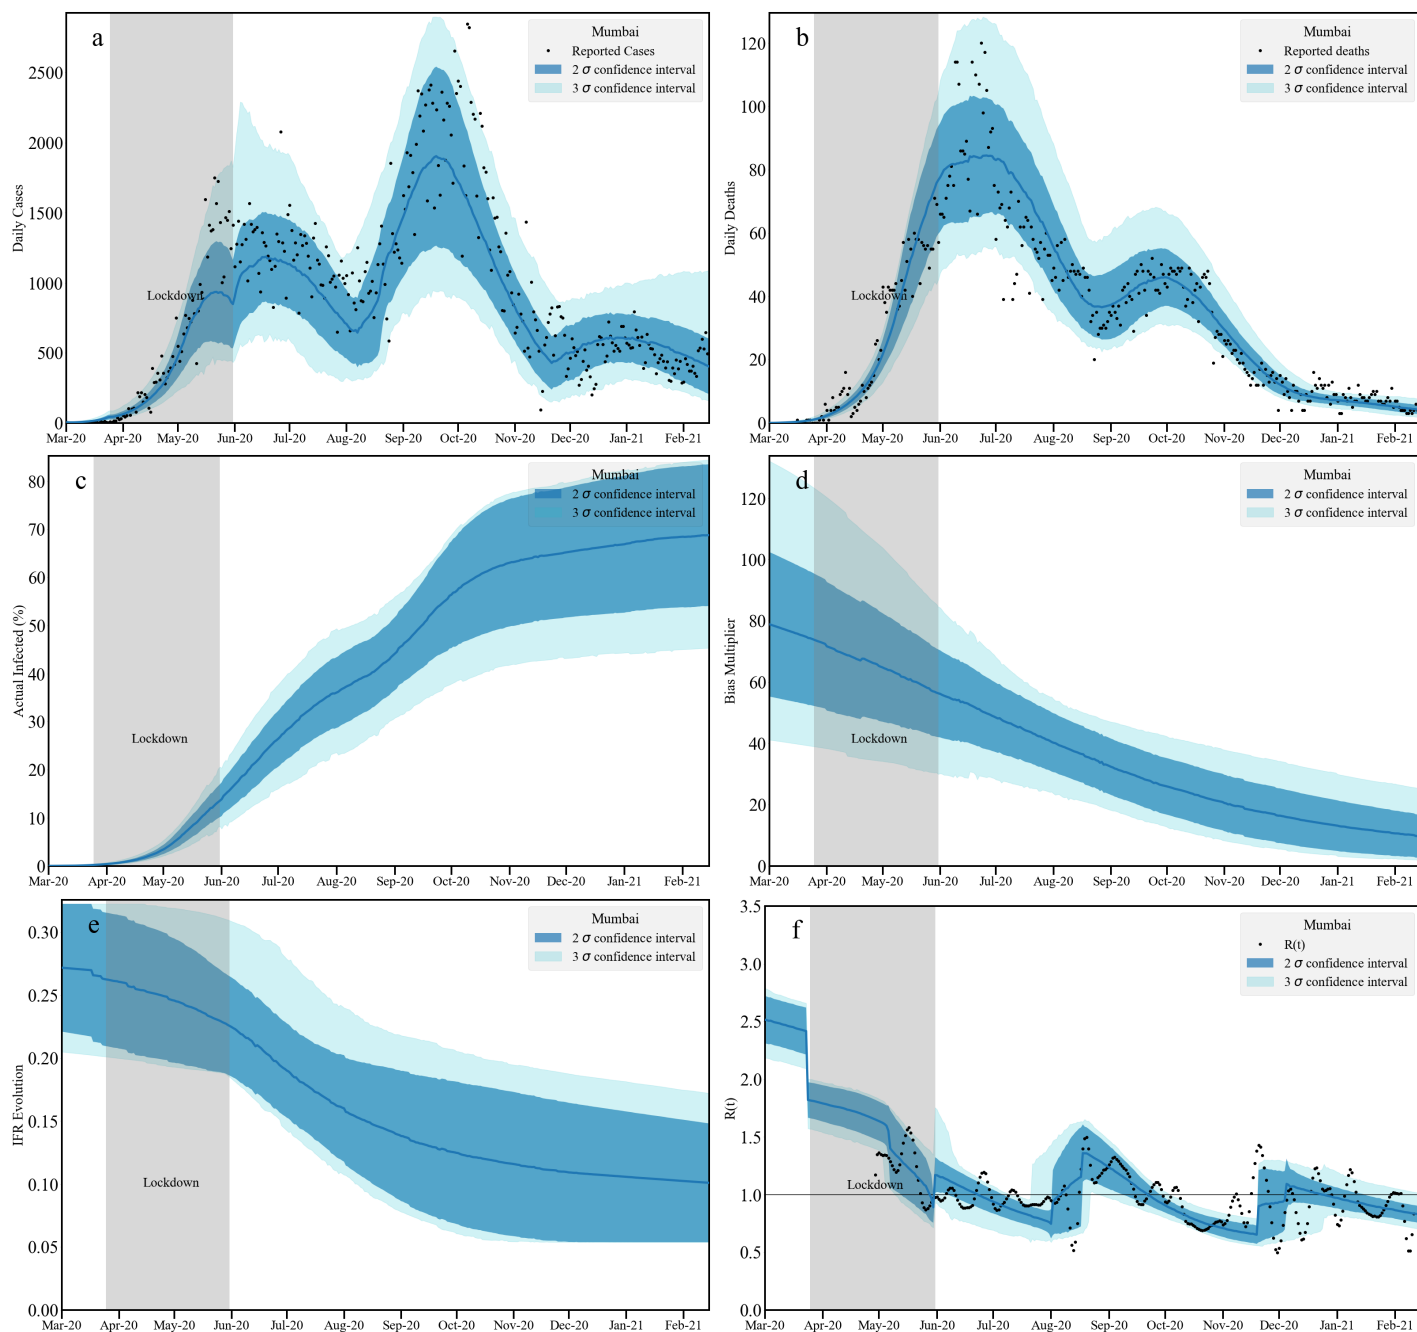 a
Mumbai
Reported Cases
2 σ confidence interval
3 σ confidence interval
Lockdown
Daily Cases
2500
2000
1500
1000
500
0
Mar-20 Apr-20 May-20 Jun-20 Jul-20 Aug-20 Sep-20 Oct-20 Nov-20 Dec-20 Jan-21 Feb-21
b
Mumbai
Reported deaths
2 σ confidence interval
3 σ confidence interval
Lockdown
Daily Deaths
120
100
80
60
40
20
0
Mar-20 Apr-20 May-20 Jun-20 Jul-20 Aug-20 Sep-20 Oct-20 Nov-20 Dec-20 Jan-21 Feb-21
c
Mumbai
2 σ confidence interval
3 σ confidence interval
Lockdown
Actual Infected (%)
80
70
60
50
40
30
20
10
0
Mar-20 Apr-20 May-20 Jun-20 Jul-20 Aug-20 Sep-20 Oct-20 Nov-20 Dec-20 Jan-21 Feb-21
d
Mumbai
2 σ confidence interval
3 σ confidence interval
Lockdown
Bias Multiplier
120
100
80
60
40
20
0
Mar-20 Apr-20 May-20 Jun-20 Jul-20 Aug-20 Sep-20 Oct-20 Nov-20 Dec-20 Jan-21 Feb-21
e
Mumbai
2 σ confidence interval
3 σ confidence interval
Lockdown
IFR Evolution
0.30
0.25
0.20
0.15
0.10
0.05
0.00
Mar-20 Apr-20 May-20 Jun-20 Jul-20 Aug-20 Sep-20 Oct-20 Nov-20 Dec-20 Jan-21 Feb-21
f
Mumbai
R(t)
2 σ confidence interval
3 σ confidence interval
Lockdown
R(t)
3.5
3.0
2.5
2.0
1.5
1.0
0.5
0.0
Mar-20 Apr-20 May-20 Jun-20 Jul-20 Aug-20 Sep-20 Oct-20 Nov-20 Dec-20 Jan-21 Feb-21